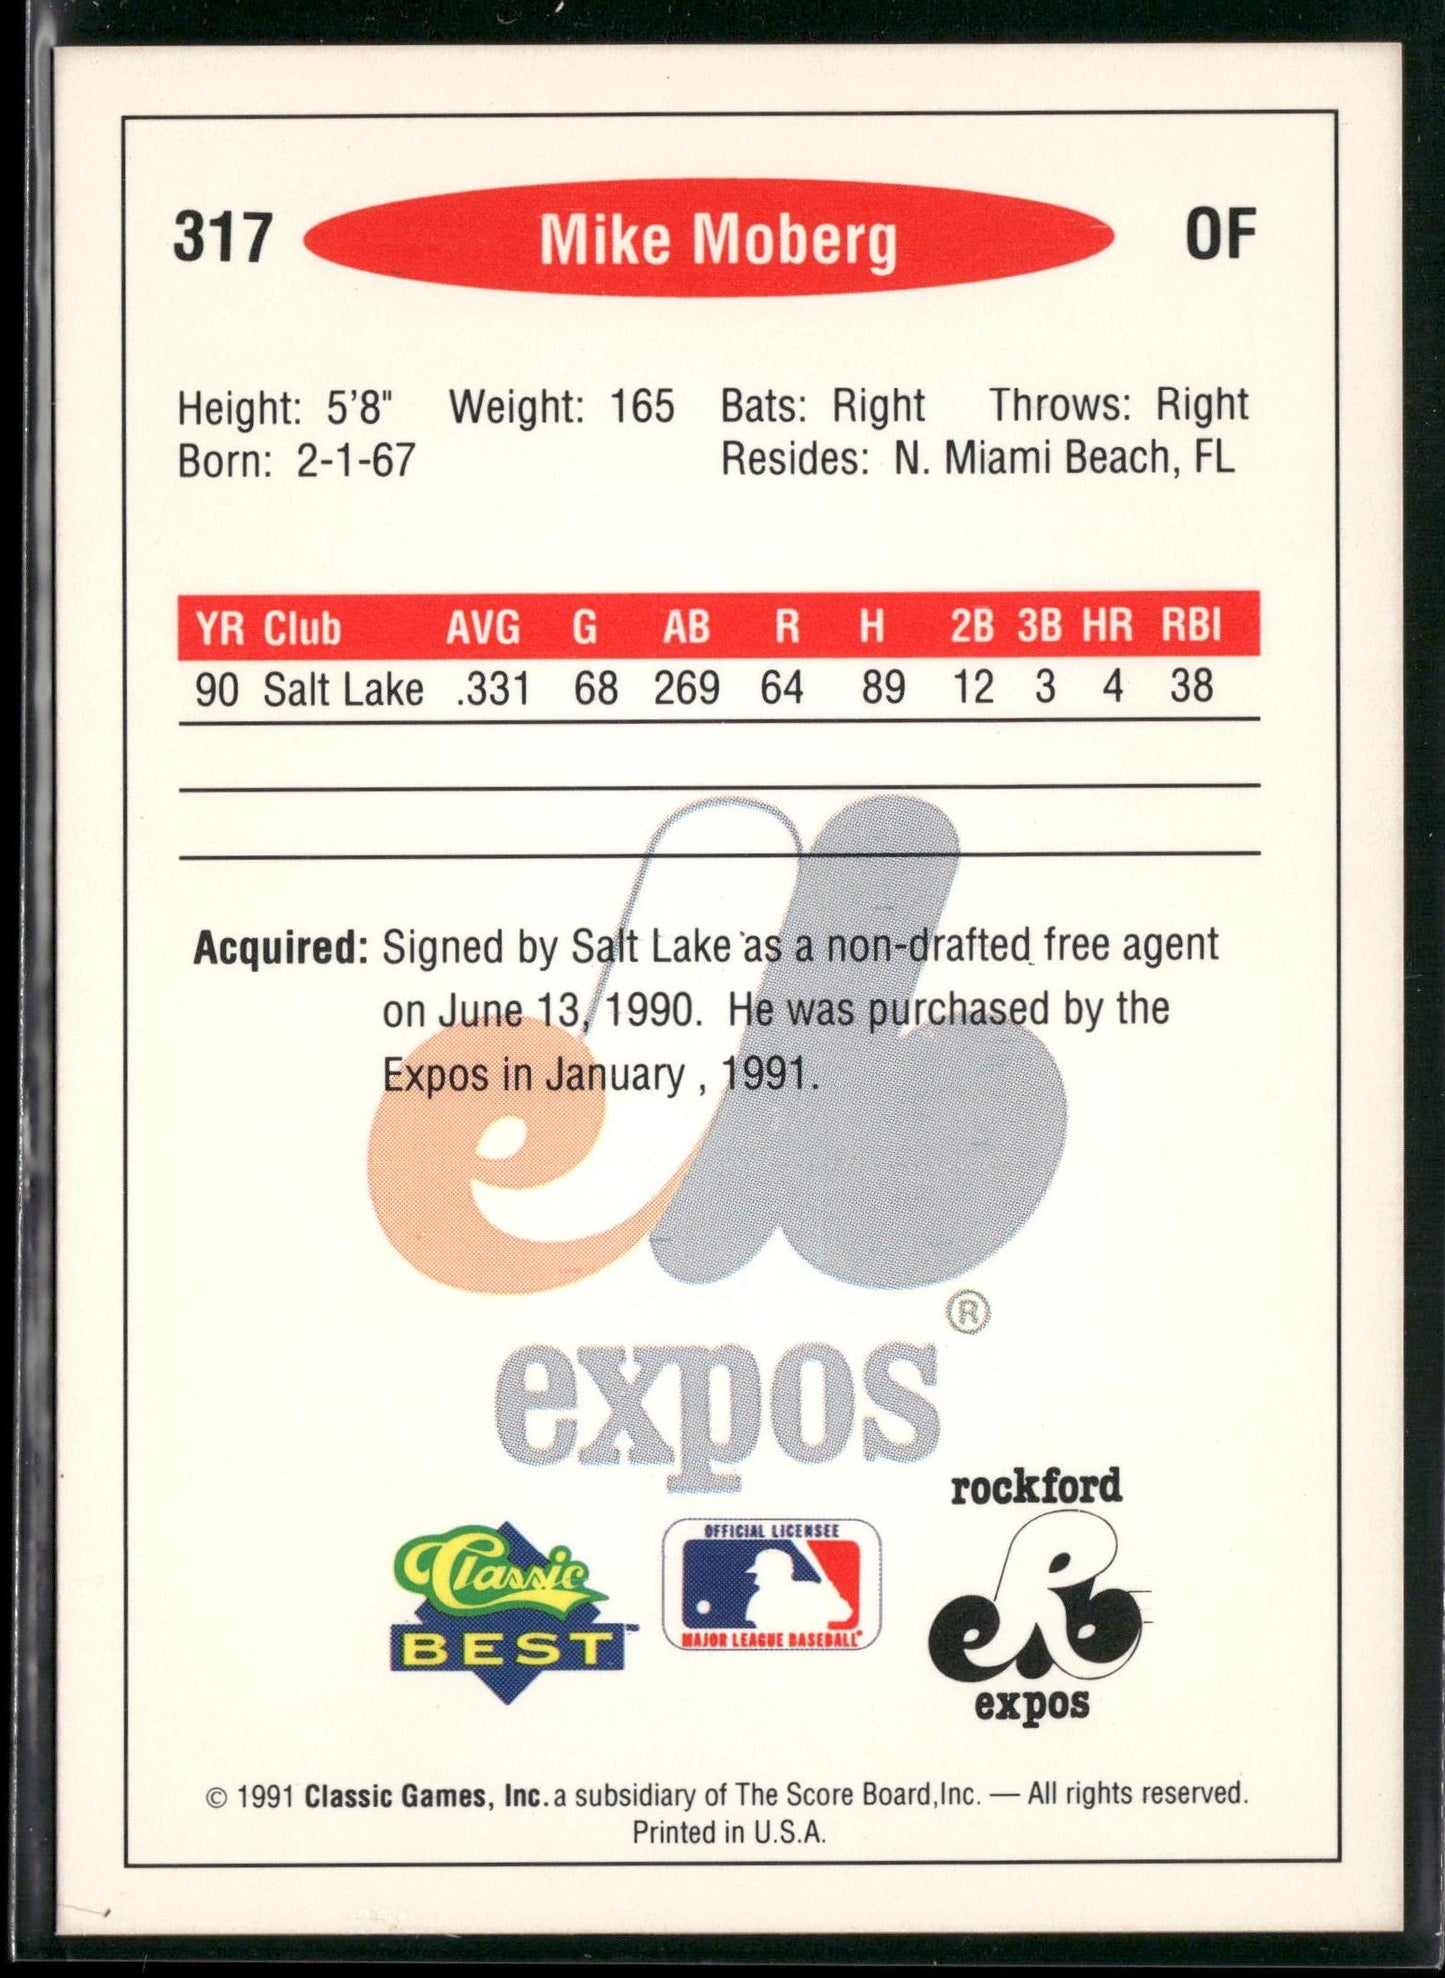 317 Mike Moberg OF
Height: 5'8" Weight: 165 Bats: Right Throws: Right
Born: 2-1-67 Resides: N. Miami Beach, FL
YR Club AVG G AB R H 2B 3B HR RBI
90 Salt Lake .331 68 269 64 89 12 3 4 38
Acquired: Signed by Salt Lake as a non-drafted free agent
on June 13, 1990. He was purchased by the
Expos in January , 1991.
®
expos
rockford
Classic
BEST™
OFFICIAL LICENSEE
MAJOR LEAGUE BASEBALL
expos
© 1991 Classic Games, Inc. a subsidiary of The Score Board,Inc. — All rights reserved.
Printed in U.S.A.